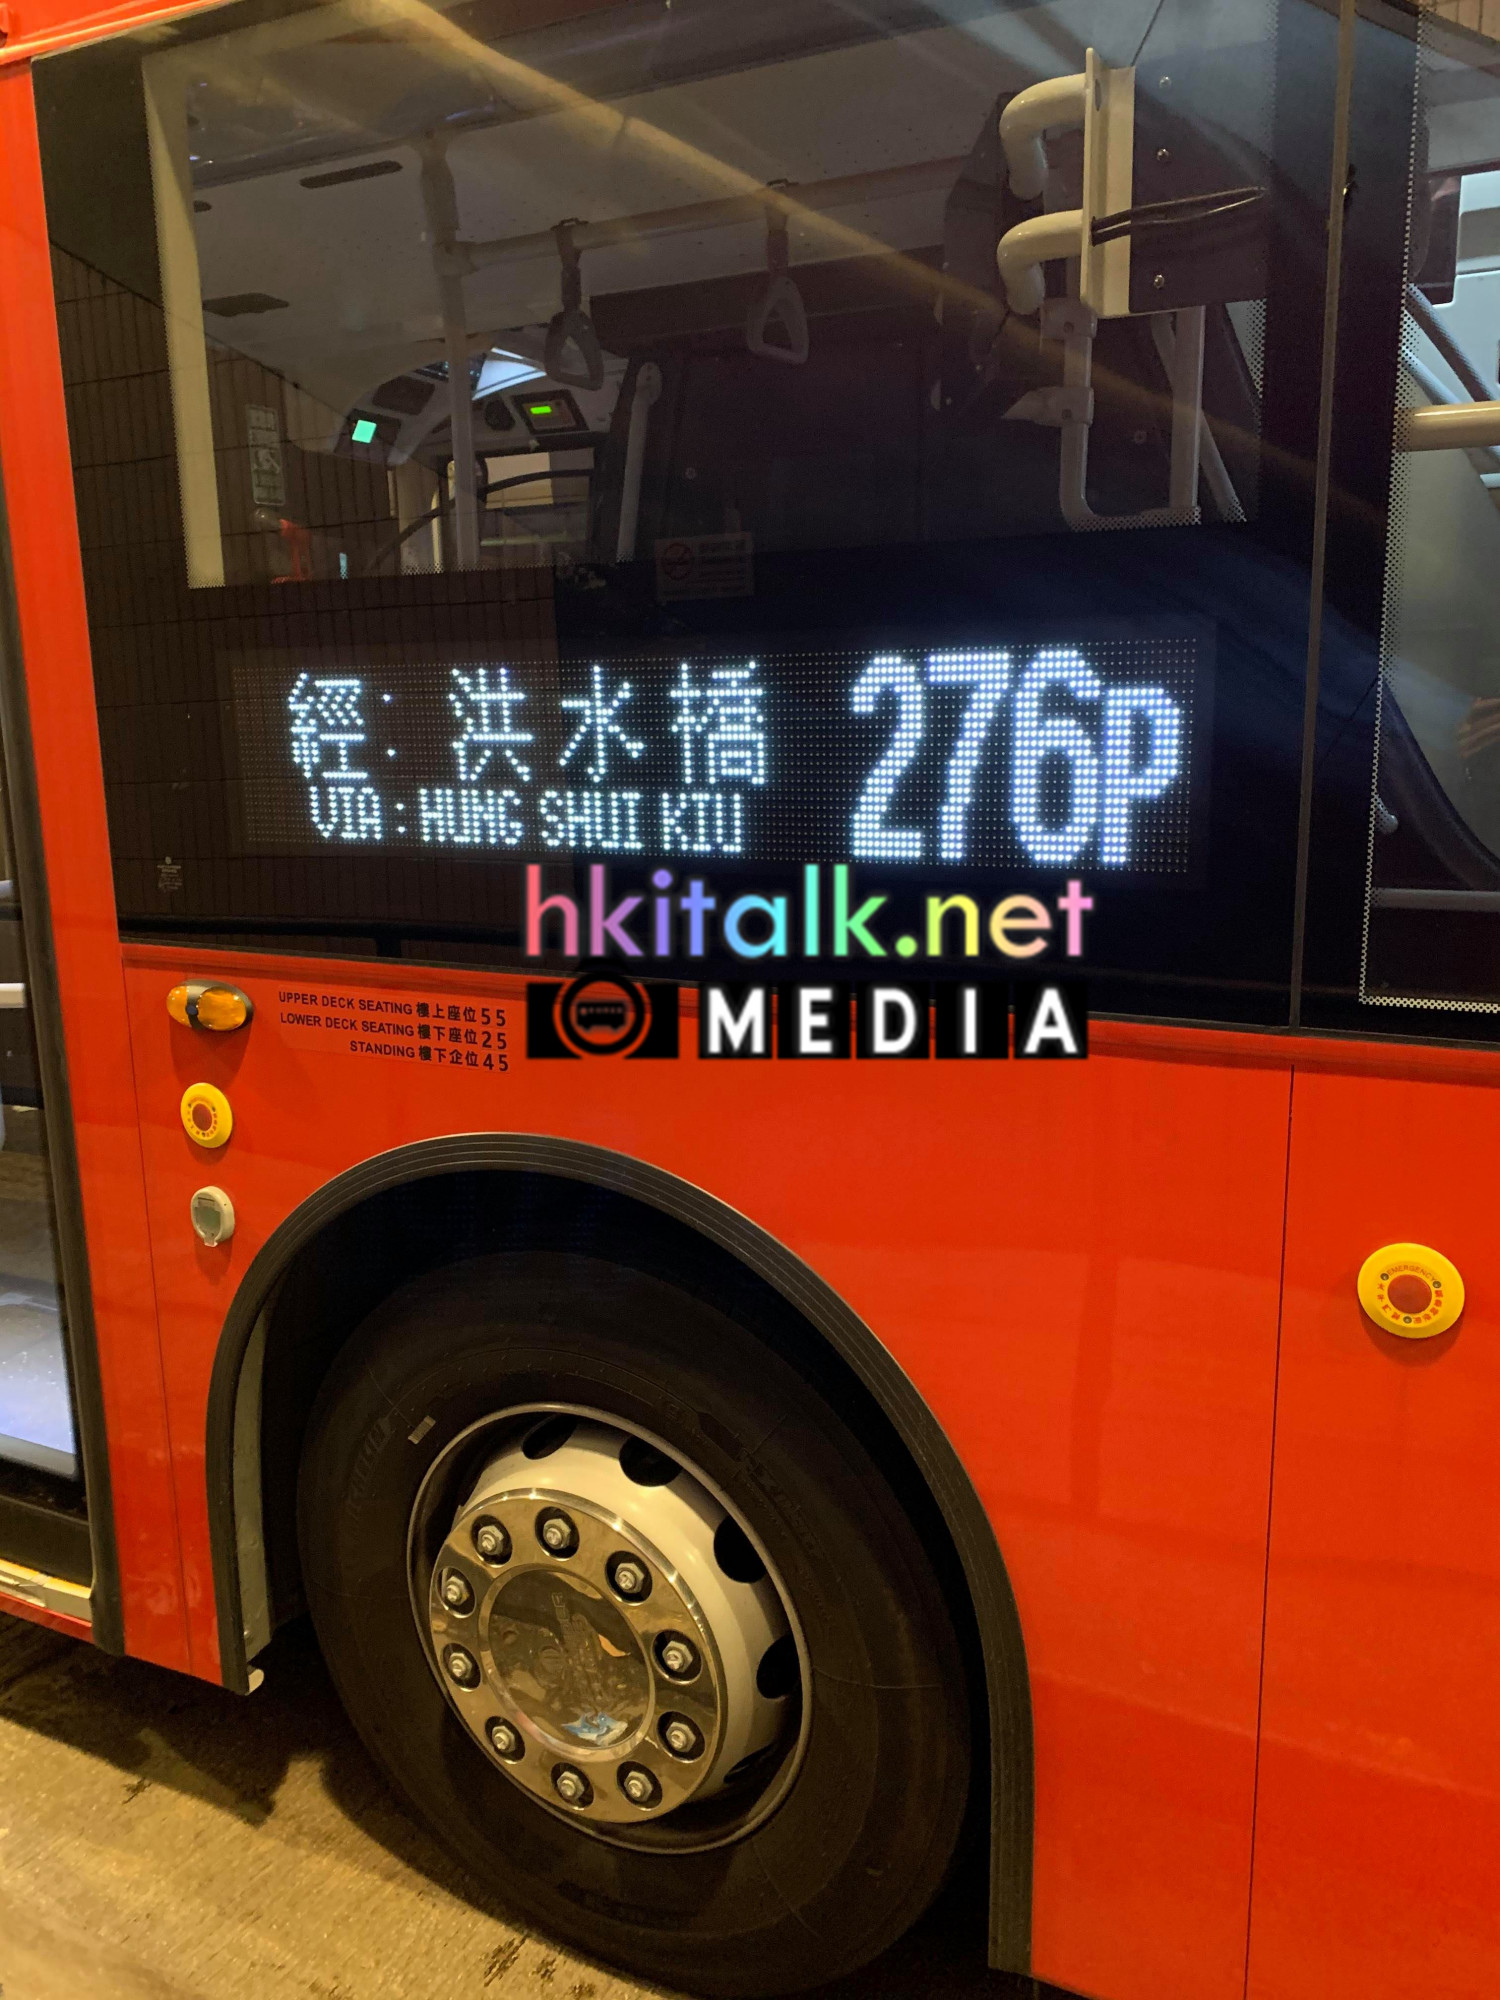 經: 洪水橋 276P
VIA : HUNG SHUI KIU
hkitalk.net
MEDIA
UPPER DECK SEATING 樓上座位 55
LOWER DECK SEATING 樓下座位 25
STANDING 樓下企位 45
EMERGENCY